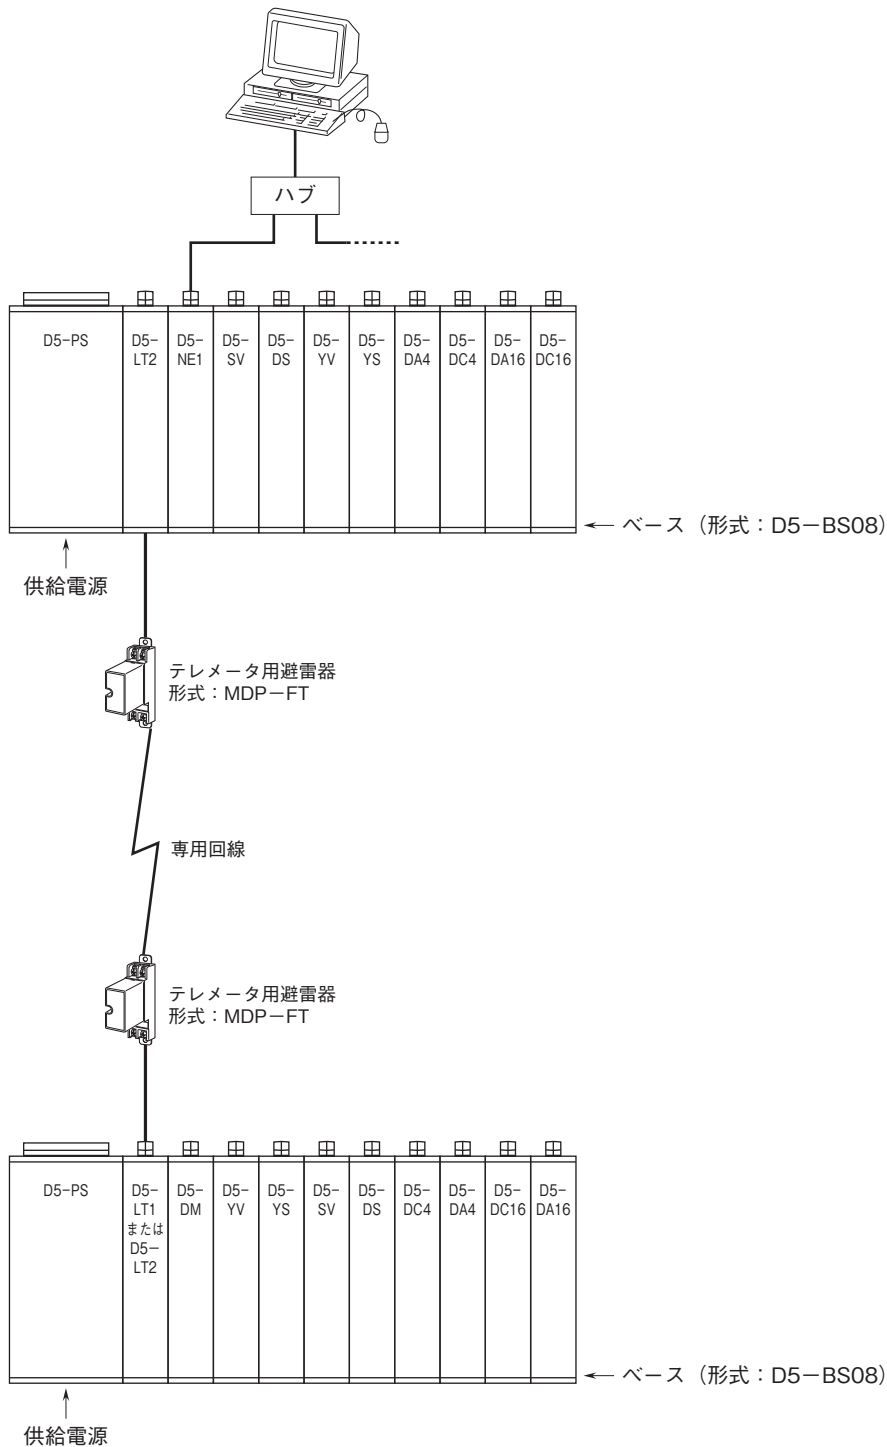 ハブ
D5-PS
D5-
LT2
D5-
NE1
D5-
SV
D5-
DS
D5-
YV
D5-
YS
D5-
DA4
D5-
DC4
D5-
DA16
D5-
DC16
ベース（形式：D5－BS08）
供給電源
テレメータ用避雷器
形式：MDP－FT
専用回線
テレメータ用避雷器
形式：MDP－FT
D5-PS
D5-
LT1
または
D5-
LT2
D5-
DM
D5-
YV
D5-
YS
D5-
SV
D5-
DS
D5-
DC4
D5-
DA4
D5-
DC16
D5-
DA16
ベース（形式：D5－BS08）
供給電源